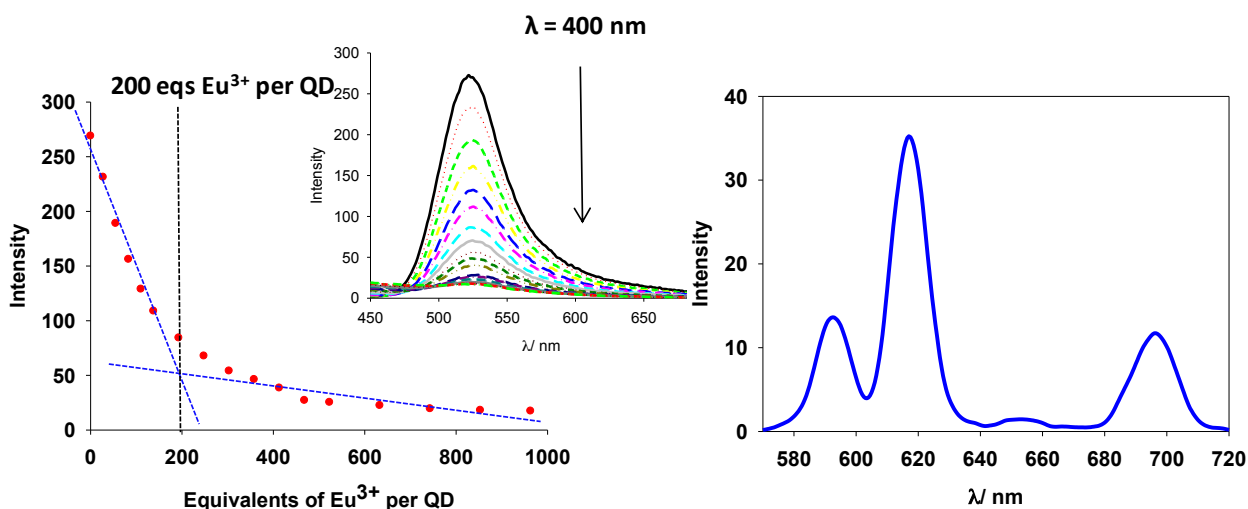 λ = 400 nm
200 eqs Eu³⁺ per QD
300
250
200
150
100
50
0
Intensity
0 200 400 600 800 1000
Equivalents of Eu³⁺ per QD
300
250
200
150
100
50
0
Intensity
450 500 550 600 650
λ/ nm
40
30
20
10
0
Intensity
580 600 620 640 660 680 700 720
λ/ nm